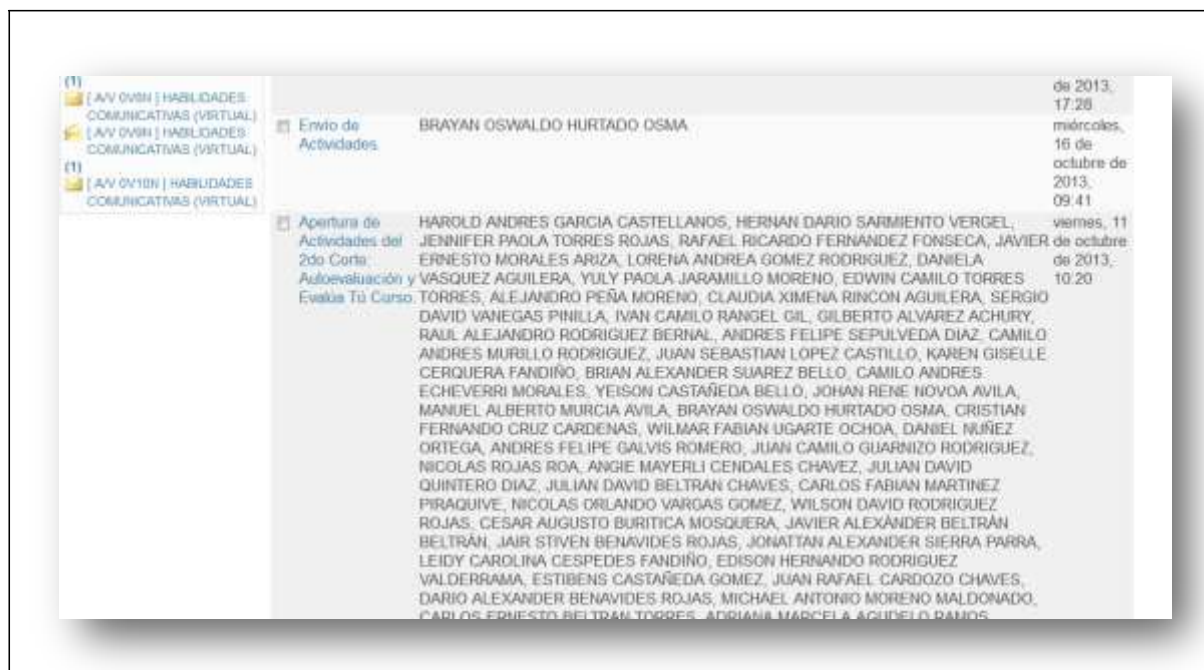 (1)
[ A/V 0V8N ] HABILIDADES
COMUNICATIVAS (VIRTUAL)
[ A/V 0V9N ] HABILIDADES
COMUNICATIVAS (VIRTUAL)
(1)
[ A/V 0V10N ] HABILIDADES
COMUNICATIVAS (VIRTUAL)
de 2013,
17:28
Envío de
Actividades.
BRAYAN OSWALDO HURTADO OSMA
miércoles,
16 de
octubre de
2013,
09:41
Apertura de
Actividades del
2do Corte:
Autoevaluación y
Evalúa Tú Curso.
HAROLD ANDRES GARCIA CASTELLANOS, HERNAN DARIO SARMIENTO VERGEL,
JENNIFER PAOLA TORRES ROJAS, RAFAEL RICARDO FERNANDEZ FONSECA, JAVIER
ERNESTO MORALES ARIZA, LORENA ANDREA GOMEZ RODRIGUEZ, DANIELA
VASQUEZ AGUILERA, YULY PAOLA JARAMILLO MORENO, EDWIN CAMILO TORRES
TORRES, ALEJANDRO PEÑA MORENO, CLAUDIA XIMENA RINCON AGUILERA, SERGIO
DAVID VANEGAS PINILLA, IVAN CAMILO RANGEL GIL, GILBERTO ALVAREZ ACHURY,
RAUL ALEJANDRO RODRIGUEZ BERNAL, ANDRES FELIPE SEPULVEDA DIAZ, CAMILO
ANDRES MURILLO RODRIGUEZ, JUAN SEBASTIAN LOPEZ CASTILLO, KAREN GISELLE
CERQUERA FANDIÑO, BRIAN ALEXANDER SUAREZ BELLO, CAMILO ANDRES
ECHEVERRI MORALES, YEISON CASTAÑEDA BELLO, JOHAN RENE NOVOA AVILA,
MANUEL ALBERTO MURCIA AVILA, BRAYAN OSWALDO HURTADO OSMA, CRISTIAN
FERNANDO CRUZ CARDENAS, WILMAR FABIAN UGARTE OCHOA, DANIEL NUÑEZ
ORTEGA, ANDRES FELIPE GALVIS ROMERO, JUAN CAMILO GUARNIZO RODRIGUEZ,
NICOLAS ROJAS ROA, ANGIE MAYERLI CENDALES CHAVEZ, JULIAN DAVID
QUINTERO DIAZ, JULIAN DAVID BELTRAN CHAVES, CARLOS FABIAN MARTINEZ
PIRAQUIVE, NICOLAS ORLANDO VARGAS GOMEZ, WILSON DAVID RODRIGUEZ
ROJAS, CESAR AUGUSTO BURITICA MOSQUERA, JAVIER ALEXÁNDER BELTRÁN
BELTRÁN, JAIR STIVEN BENAVIDES ROJAS, JONATTAN ALEXANDER SIERRA PARRA,
LEIDY CAROLINA CESPEDES FANDIÑO, EDISON HERNANDO RODRIGUEZ
VALDERRAMA, ESTIBENS CASTAÑEDA GOMEZ, JUAN RAFAEL CARDOZO CHAVES,
DARIO ALEXANDER BENAVIDES ROJAS, MICHAEL ANTONIO MORENO MALDONADO,
CARLOS ERNESTO BELTRAN TORRES, ADRIANA MARCELA AGUDELO RAMOS
viernes, 11
de octubre
de 2013,
10:20